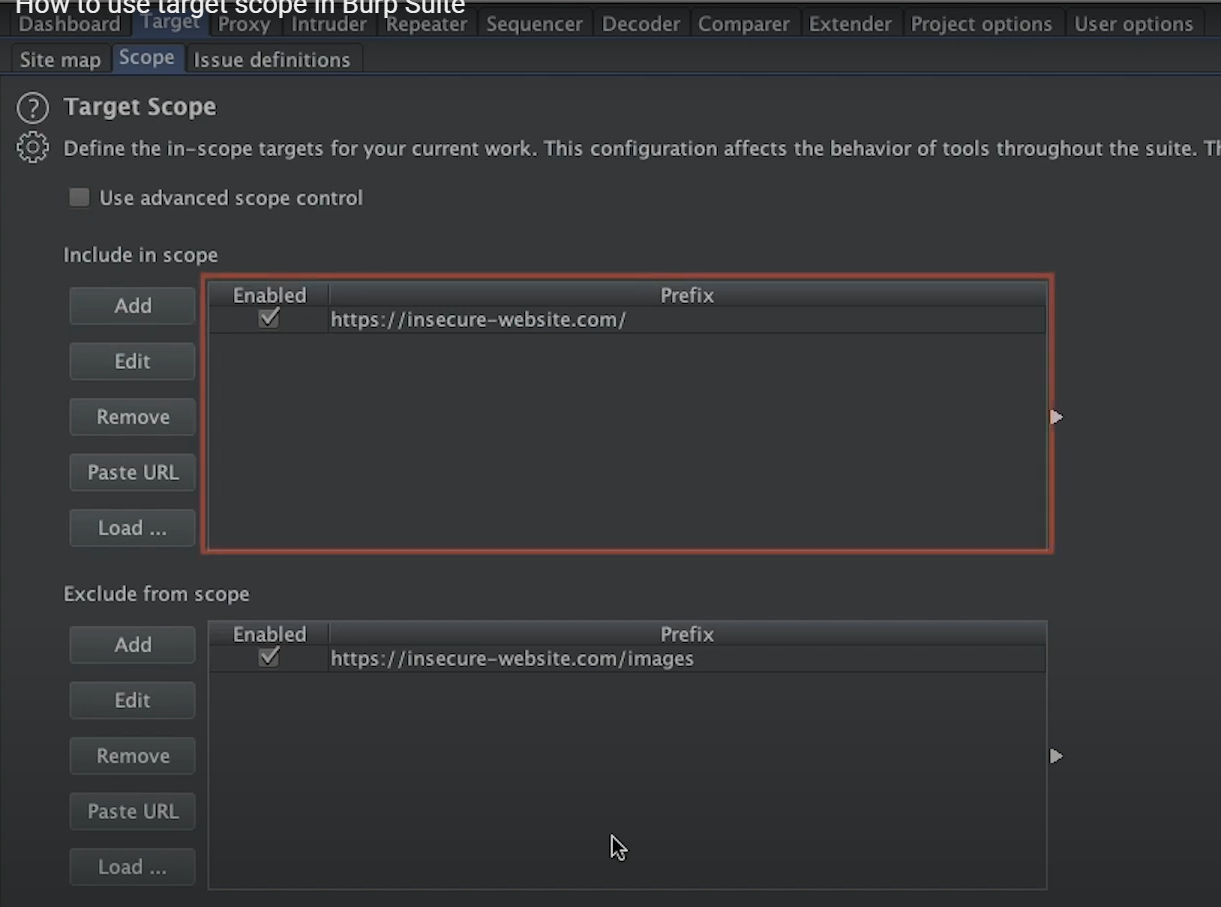 How to use target scope in Burp Suite
Dashboard Target Proxy Intruder Repeater Sequencer Decoder Comparer Extender Project options User options
Site map Scope Issue definitions
? Target Scope
Define the in-scope targets for your current work. This configuration affects the behavior of tools throughout the suite. Th
Use advanced scope control
Include in scope
Add
Edit
Remove
Paste URL
Load ...
Enabled Prefix
https://insecure-website.com/
Exclude from scope
Add
Edit
Remove
Paste URL
Load ...
Enabled Prefix
https://insecure-website.com/images